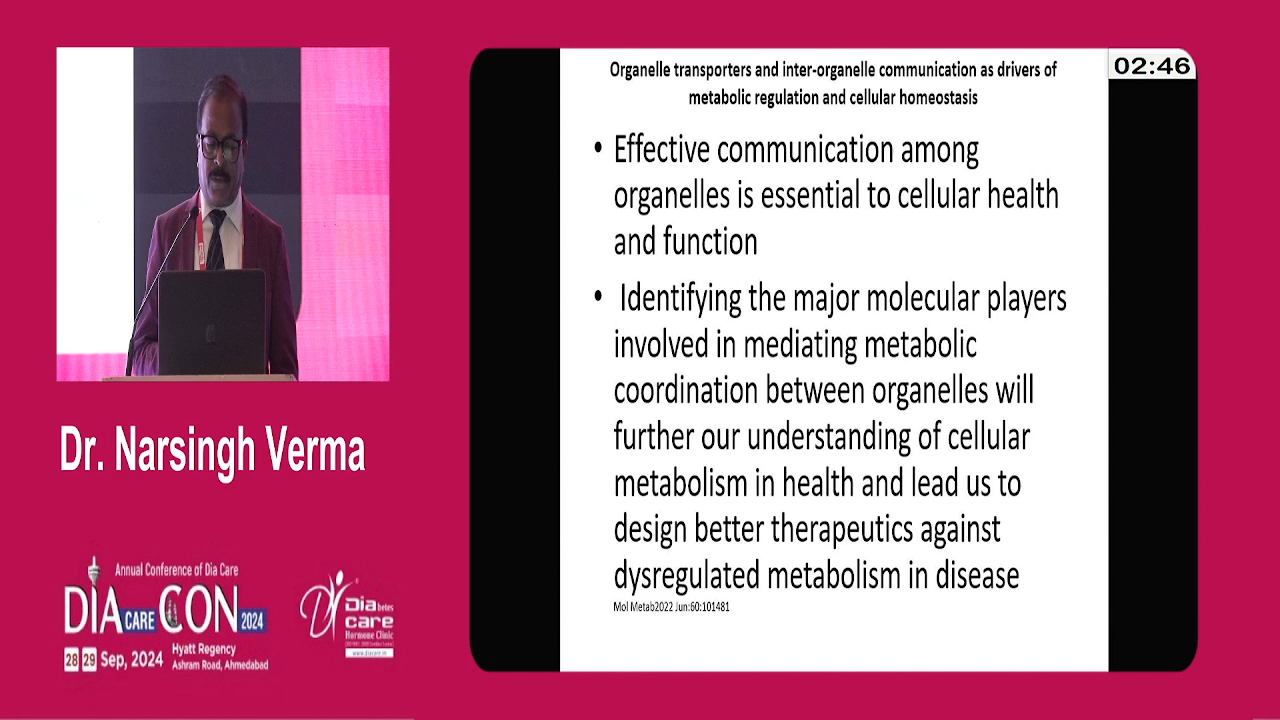 02:46
Organelle transporters and inter-organelle communication as drivers of
metabolic regulation and cellular homeostasis
• Effective communication among
organelles is essential to cellular health
and function
• Identifying the major molecular players
involved in mediating metabolic
coordination between organelles will
further our understanding of cellular
metabolism in health and lead us to
design better therapeutics against
dysregulated metabolism in disease
Mol Metab2022 Jun:60:101481
Dr. Narsingh Verma
Annual Conference of Dia Care
DIA CARE CON 2024
28 29 Sep, 2024
Hyatt Regency
Ashram Road, Ahmedabad
Diabetes
care
Hormone Clinic
www.diacare.in